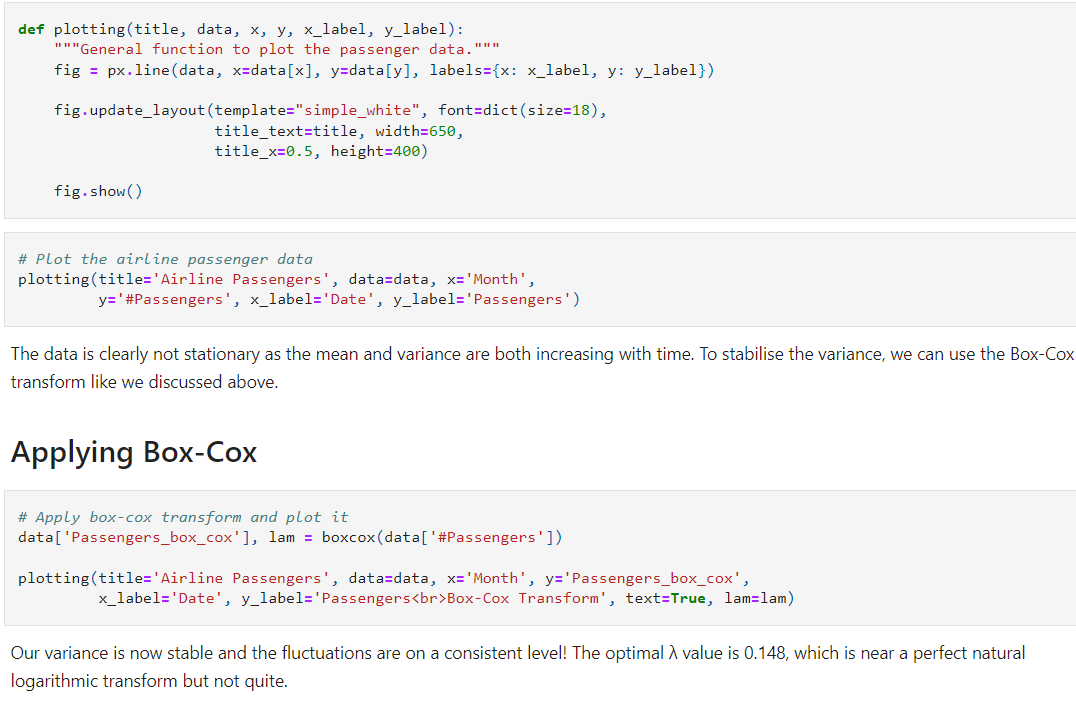 def plotting(title, data, x, y, x_label, y_label):
    """General function to plot the passenger data."""
    fig = px.line(data, x=data[x], y=data[y], labels={x: x_label, y: y_label})
    fig.update_layout(template="simple_white", font=dict(size=18),
                      title_text=title, width=650,
                      title_x=0.5, height=400)
    fig.show()
# Plot the airline passenger data
plotting(title='Airline Passengers', data=data, x='Month',
         y='#Passengers', x_label='Date', y_label='Passengers')
The data is clearly not stationary as the mean and variance are both increasing with time. To stabilise the variance, we can use the Box-Cox
transform like we discussed above.
Applying Box-Cox
# Apply box-cox transform and plot it
data['Passengers_box_cox'], lam = boxcox(data['#Passengers'])
plotting(title='Airline Passengers', data=data, x='Month', y='Passengers_box_cox',
         x_label='Date', y_label='Passengers<br>Box-Cox Transform', text=True, lam=lam)
Our variance is now stable and the fluctuations are on a consistent level! The optimal λ value is 0.148, which is near a perfect natural
logarithmic transform but not quite.